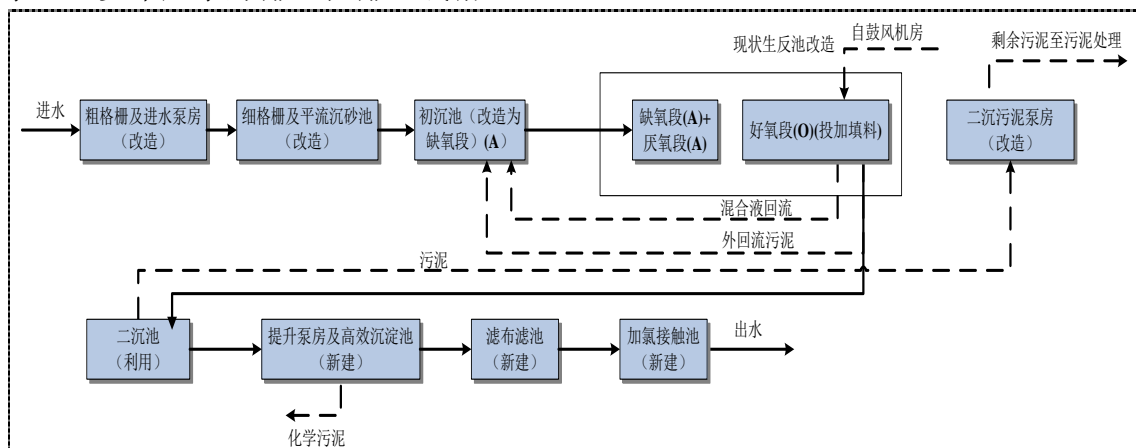 自鼓风机房
现状生反池改造
剩余污泥至污泥处理
进水
粗格栅及进水泵房
（改造）
细格栅及平流沉砂池
（改造）
初沉池（改造为
缺氧段）(A）
缺氧段(A)+
厌氧段(A)
好氧段(O)(投加填料)
二沉污泥泵房
（改造）
混合液回流
外回流污泥
污泥
二沉池
（利用）
提升泵房及高效沉淀池
（新建）
滤布滤池
（新建）
加氯接触池
（新建）
出水
化学污泥